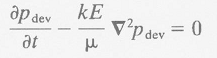 ∂p_dev/∂t − kE/μ ∇²p_dev = 0